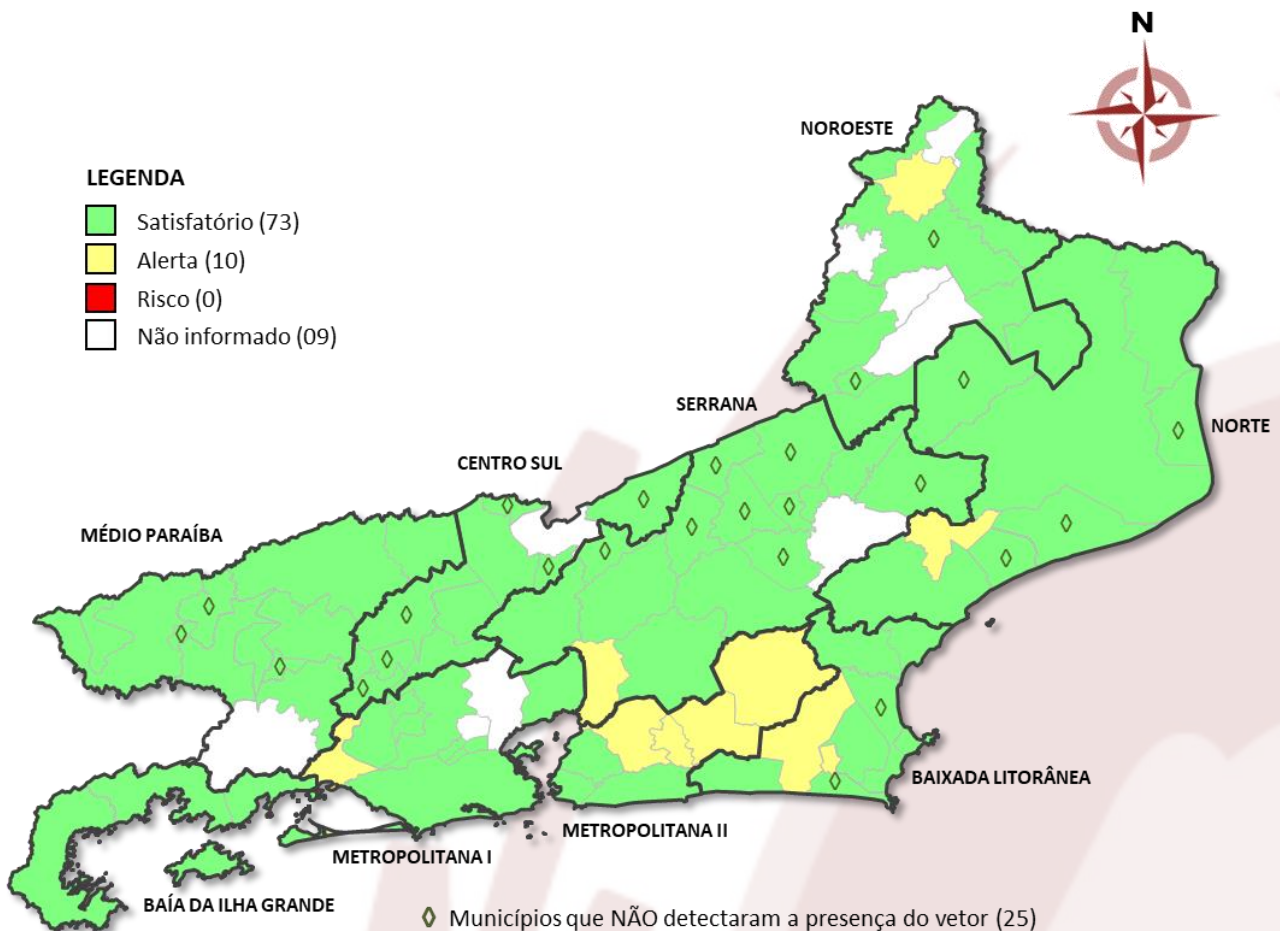 N
NOROESTE
LEGENDA
Satisfatório (73)
Alerta (10)
Risco (0)
Não informado (09)
SERRANA
NORTE
CENTRO SUL
MÉDIO PARAÍBA
BAIXADA LITORÂNEA
METROPOLITANA II
METROPOLITANA I
BAÍA DA ILHA GRANDE
Municípios que NÃO detectaram a presença do vetor (25)